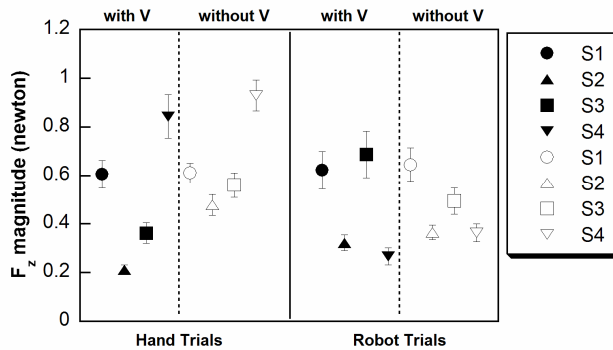 with V without V with V without V
1.2
1
0.8
0.6
0.4
0.2
0
Fz magnitude (newton)
Hand Trials Robot Trials
S1
S2
S3
S4
S1
S2
S3
S4